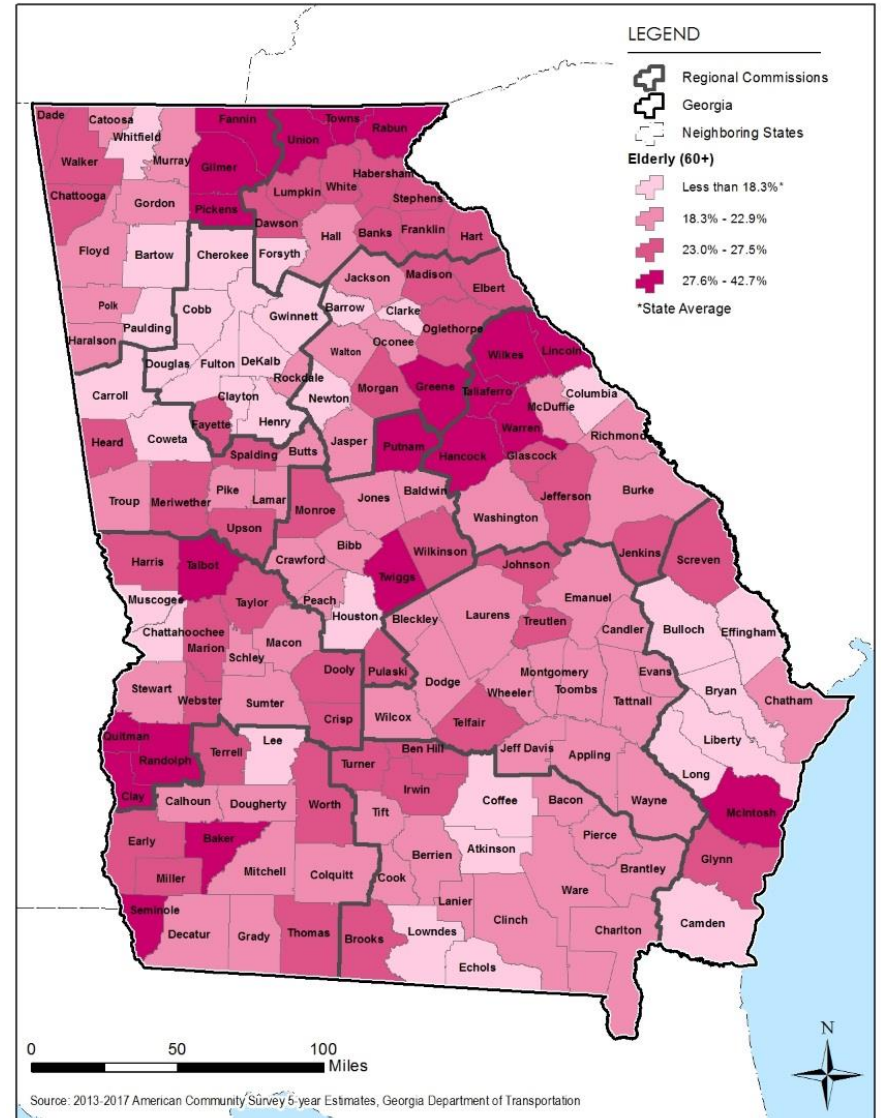 LEGEND
Regional Commissions
Georgia
Neighboring States
Elderly (60+)
Less than 18.3%*
18.3% - 22.9%
23.0% - 27.5%
27.6% - 42.7%
*State Average
Dade
Catoosa
Whitfield
Fannin
Towns
Union
Rabun
Walker
Murray
Gilmer
Habersham
White
Lumpkin
Stephens
Chattooga
Gordon
Pickens
Dawson
Banks
Franklin
Hart
Hall
Floyd
Bartow
Cherokee
Forsyth
Jackson
Madison
Elbert
Polk
Cobb
Gwinnett
Barrow
Clarke
Paulding
Oglethorpe
Haralson
Oconee
Walton
Wilkes
Lincoln
Douglas
Fulton
DeKalb
Rockdale
Morgan
Greene
Taliaferro
Columbia
Carroll
Clayton
Newton
McDuffie
Fayette
Henry
Warren
Richmond
Heard
Coweta
Jasper
Putnam
Hancock
Glascock
Spalding
Butts
Troup
Meriwether
Pike
Lamar
Jones
Baldwin
Jefferson
Burke
Monroe
Washington
Upson
Bibb
Wilkinson
Jenkins
Screven
Harris
Talbot
Crawford
Twiggs
Johnson
Muscogee
Taylor
Peach
Houston
Bleckley
Laurens
Emanuel
Treutlen
Candler
Bulloch
Effingham
Chattahoochee
Marion
Macon
Schley
Dooly
Pulaski
Dodge
Montgomery
Evans
Stewart
Webster
Sumter
Wheeler
Toombs
Tattnall
Bryan
Chatham
Crisp
Wilcox
Telfair
Quitman
Lee
Ben Hill
Jeff Davis
Appling
Liberty
Randolph
Terrell
Turner
Long
Clay
Calhoun
Dougherty
Worth
Irwin
Coffee
Bacon
Wayne
McIntosh
Tift
Early
Baker
Atkinson
Pierce
Glynn
Miller
Mitchell
Colquitt
Berrien
Cook
Brantley
Ware
Seminole
Lanier
Clinch
Decatur
Grady
Thomas
Brooks
Lowndes
Charlton
Camden
Echols
0 50 100
Miles
N
Source: 2013-2017 American Community Survey 5-year Estimates, Georgia Department of Transportation